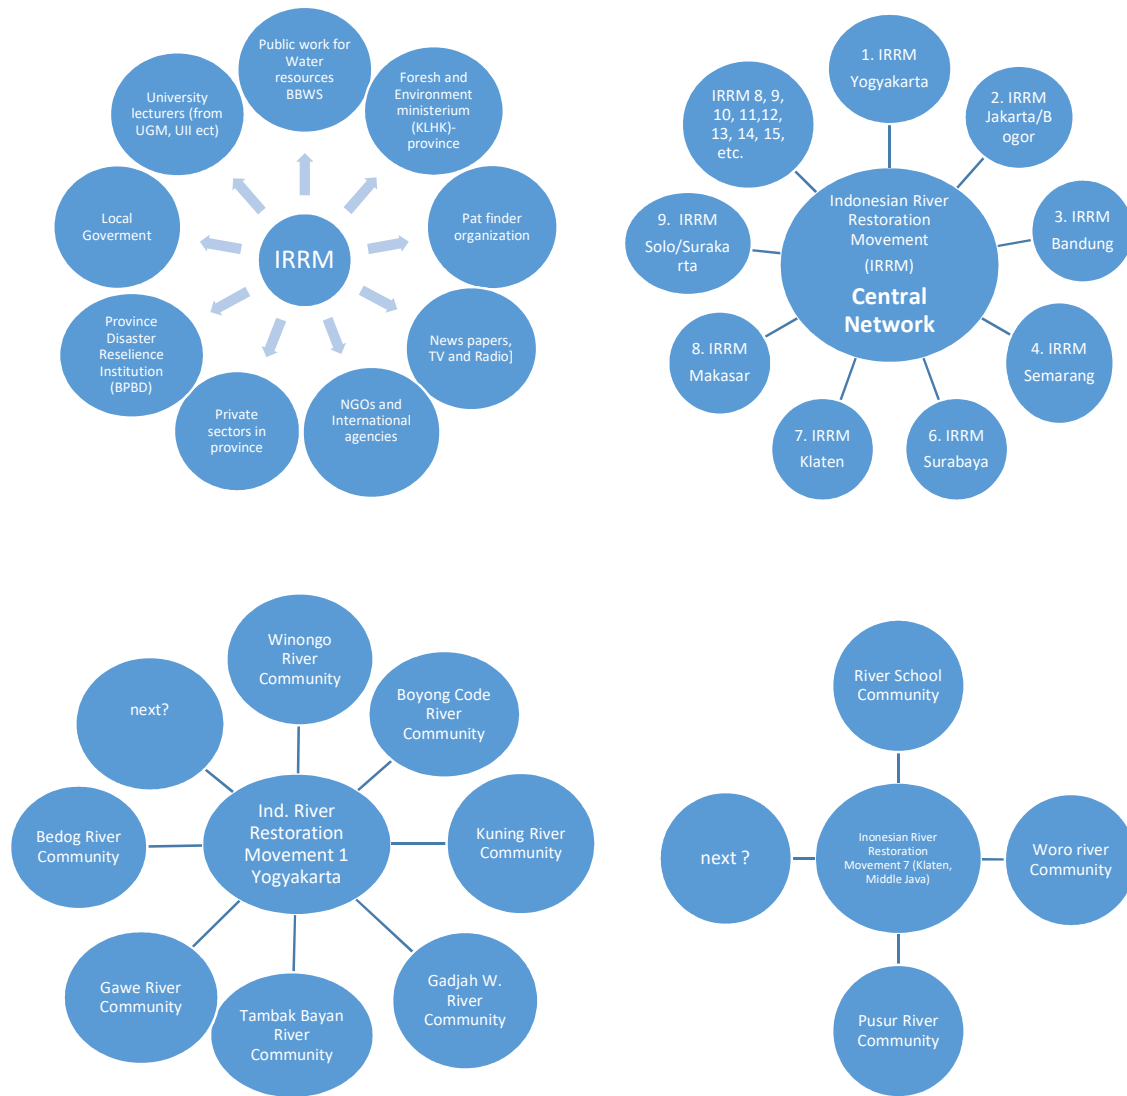 Public work for
Water
resources
BBWS
Foresh and
Environment
ministerium
(KLHK)-
province
Pat finder
organization
News papers,
TV and Radio]
NGOs and
International
agencies
Private
sectors in
province
Province
Disaster
Reselience
Institution
(BPBD)
Local
Goverment
University
lecturers (from
UGM, UII ect)
IRRM
1. IRRM
Yogyakarta
2. IRRM
Jakarta/B
ogor
3. IRRM
Bandung
4. IRRM
Semarang
6. IRRM
Surabaya
7. IRRM
Klaten
8. IRRM
Makasar
9. IRRM
Solo/Suraka
rta
IRRM 8, 9,
10, 11,12,
13, 14, 15,
etc.
Indonesian River
Restoration
Movement
(IRRM)
Central
Network
Winongo
River
Community
Boyong Code
River
Community
Kuning River
Community
Gadjah W.
River
Community
Tambak Bayan
River
Community
Gawe River
Community
Bedog River
Community
next?
Ind. River
Restoration
Movement 1
Yogyakarta
River School
Community
Woro river
Community
Pusur River
Community
next ?
Inonesian River
Restoration
Movement 7 (Klaten,
Middle Java)